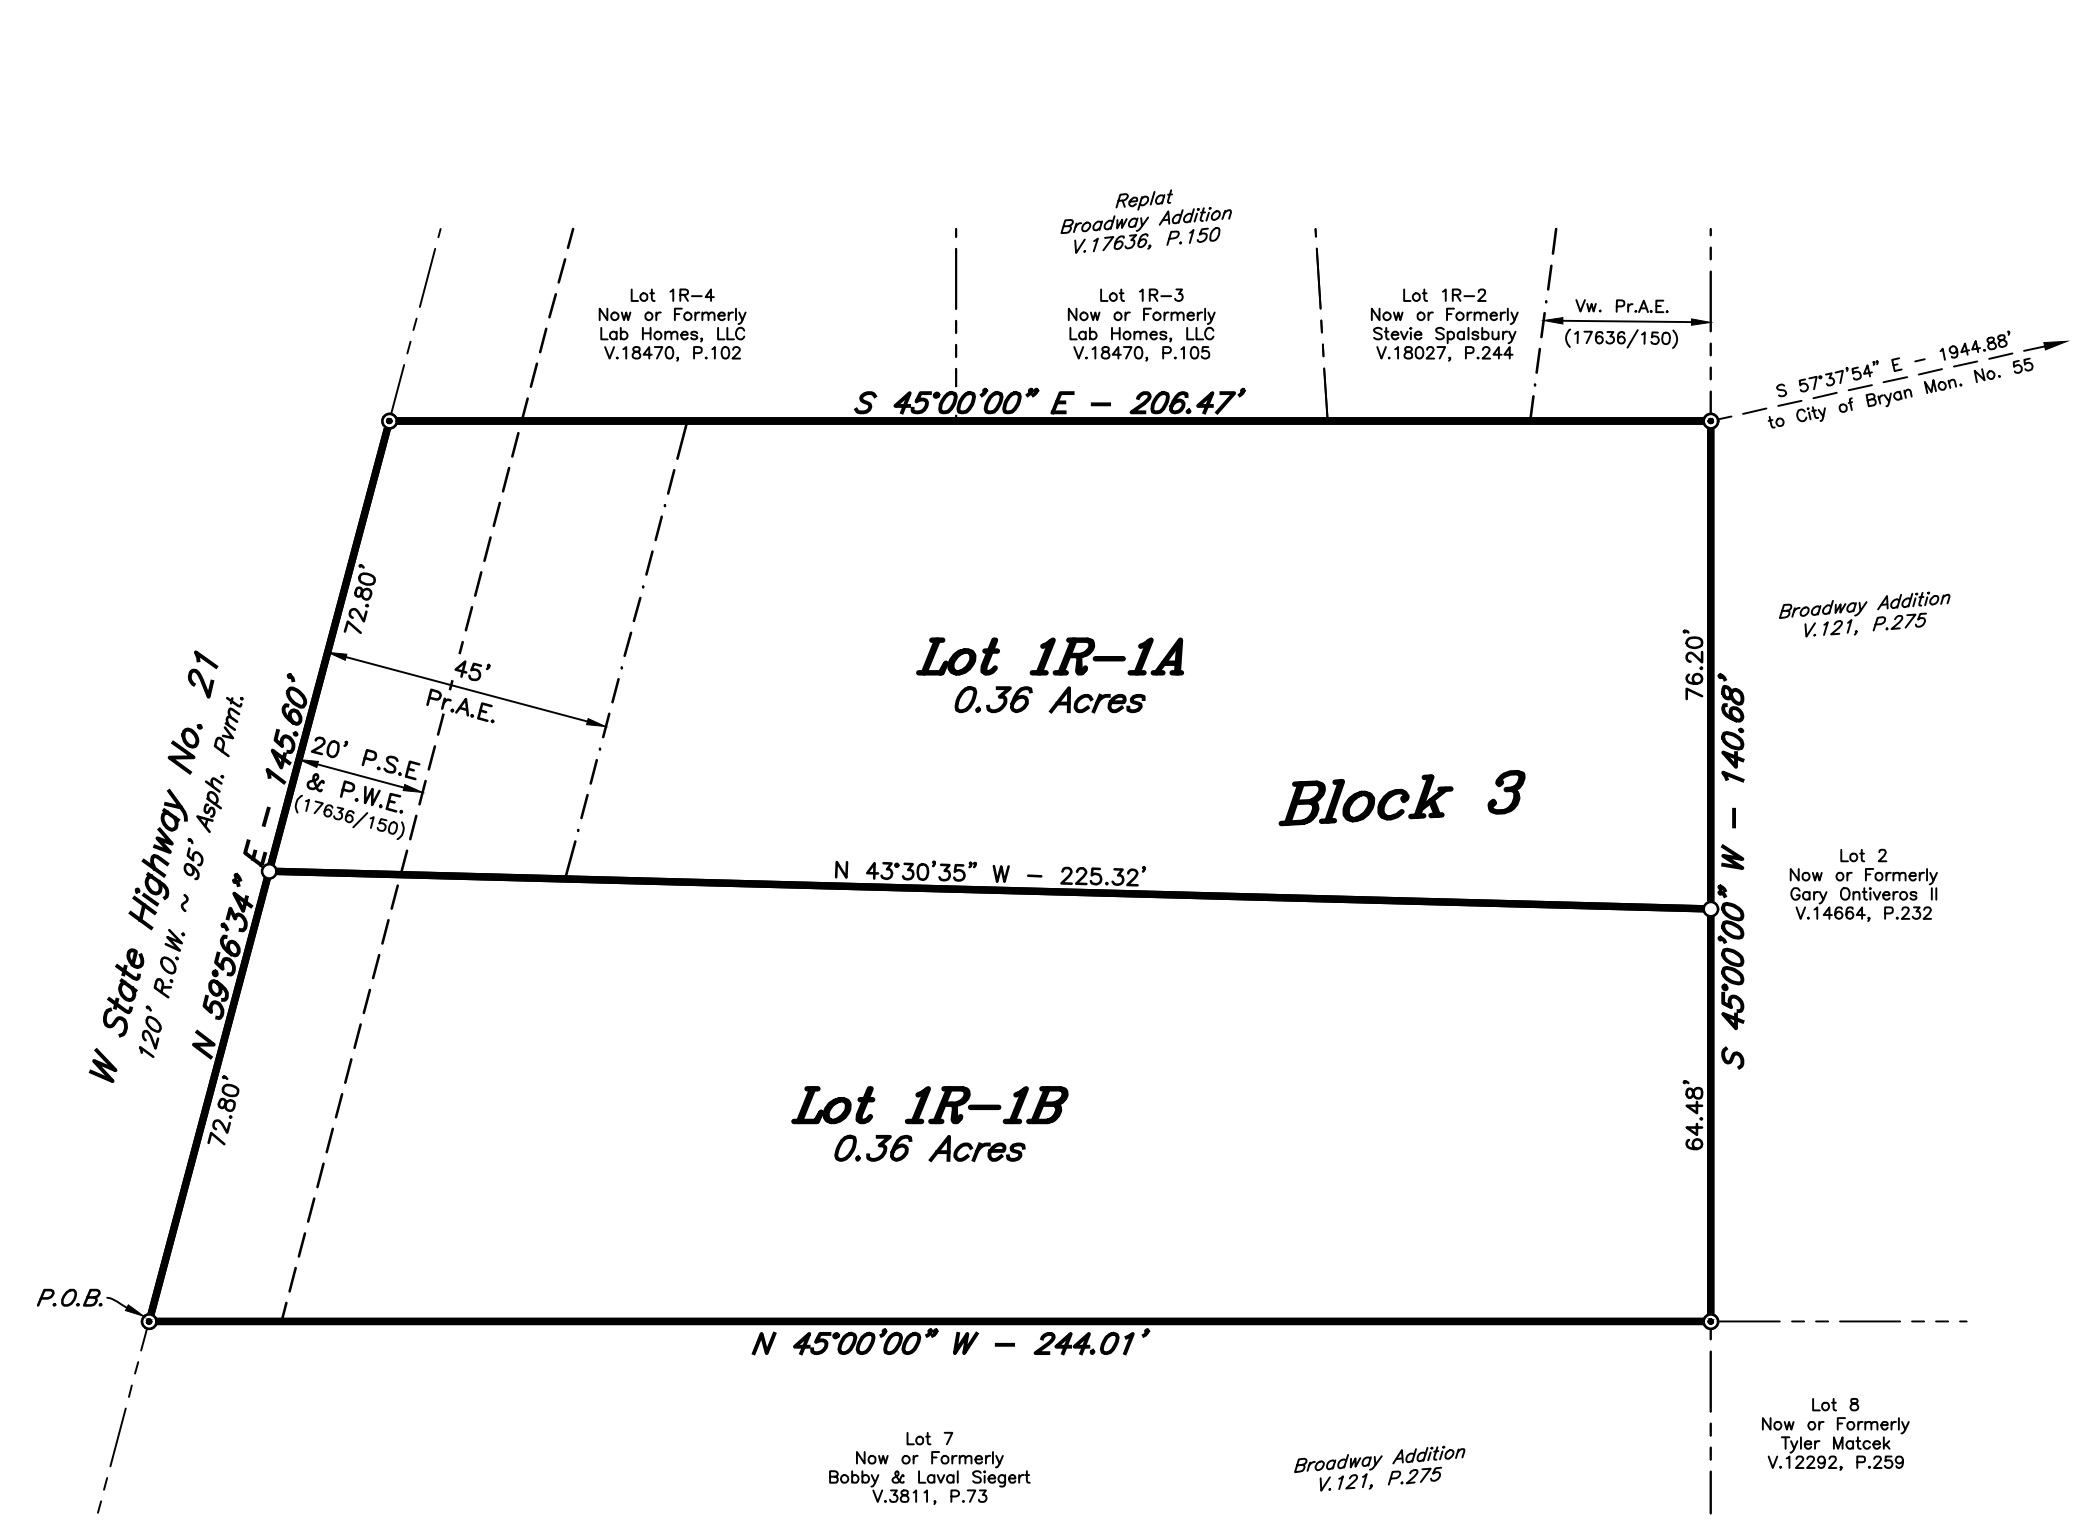 Replat
Broadway Addition
V.17636, P.150
Lot 1R-4
Now or Formerly
Lab Homes, LLC
V.18470, P.102
Lot 1R-3
Now or Formerly
Lab Homes, LLC
V.18470, P.105
Lot 1R-2
Now or Formerly
Stevie Spalsbury
V.18027, P.244
Vw. Pr.A.E.
(17636/150)
S 57°37'54" E - 1944.88'
to City of Bryan Mon. No. 55
S 45°00'00" E - 206.47'
72.80'
45'
Pr.A.E.
20' P.S.E
& P.W.E.
(17636/150)
W State Highway No. 21
120' R.O.W. ~ 95' Asph. Pvmt.
N 59°56'34" E - 145.60'
Lot 1R-1A
0.36 Acres
Block 3
76.20'
S 45°00'00" W - 140.68'
Broadway Addition
V.121, P.275
N 43°30'35" W - 225.32'
Lot 2
Now or Formerly
Gary Ontiveros II
V.14664, P.232
72.80'
Lot 1R-1B
0.36 Acres
64.48'
P.O.B.
N 45°00'00" W - 244.01'
Lot 7
Now or Formerly
Bobby & Laval Siegert
V.3811, P.73
Broadway Addition
V.121, P.275
Lot 8
Now or Formerly
Tyler Matcek
V.12292, P.259